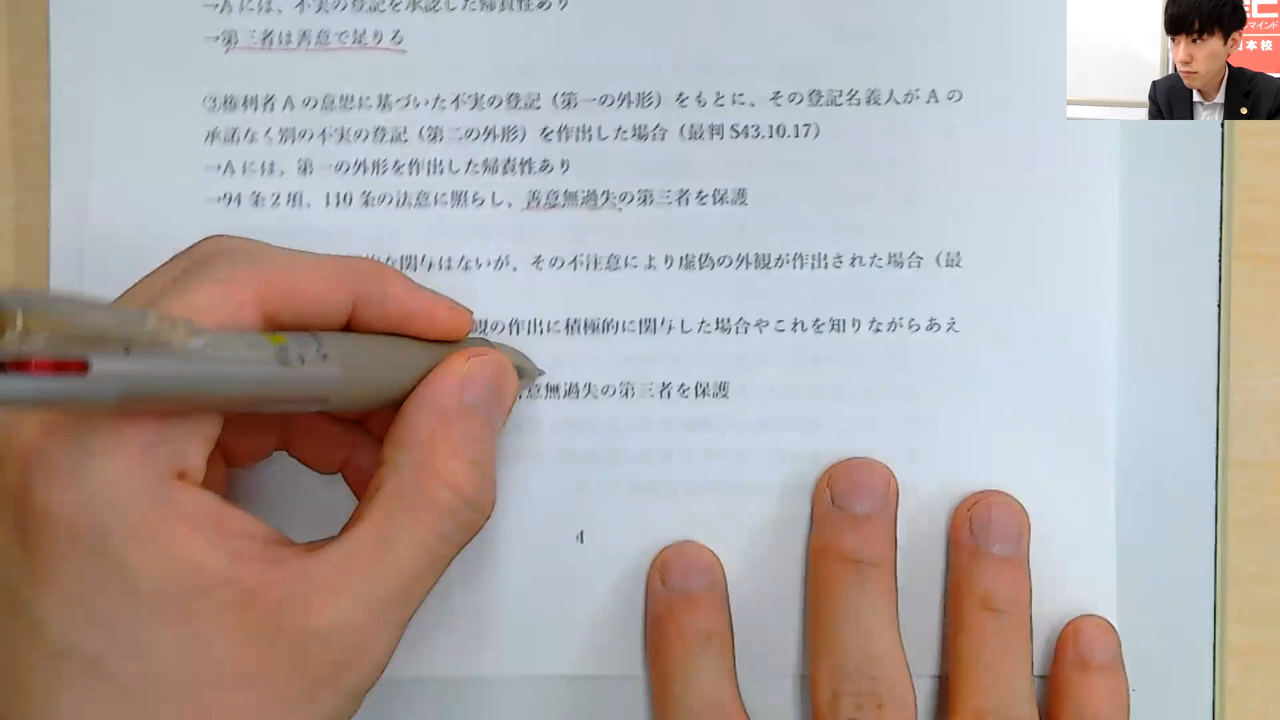 →Aには、不実の登記を承認した帰責性あり
→第三者は善意で足りる
③権利者Aの意思に基づいた不実の登記(第一の外形)をもとに、その登記名義人がAの
承諾なく別の不実の登記(第二の外形)を作出した場合(最判S43.10.17)
→Aには、第一の外形を作出した帰責性あり
→94条2項、110条の法意に照らし、善意無過失の第三者を保護
な関与はないが、その不注意により虚偽の外観が作出された場合(最
観の作出に積極的に関与した場合やこれを知りながらあえ
意無過失の第三者を保護
4
マインド
本校